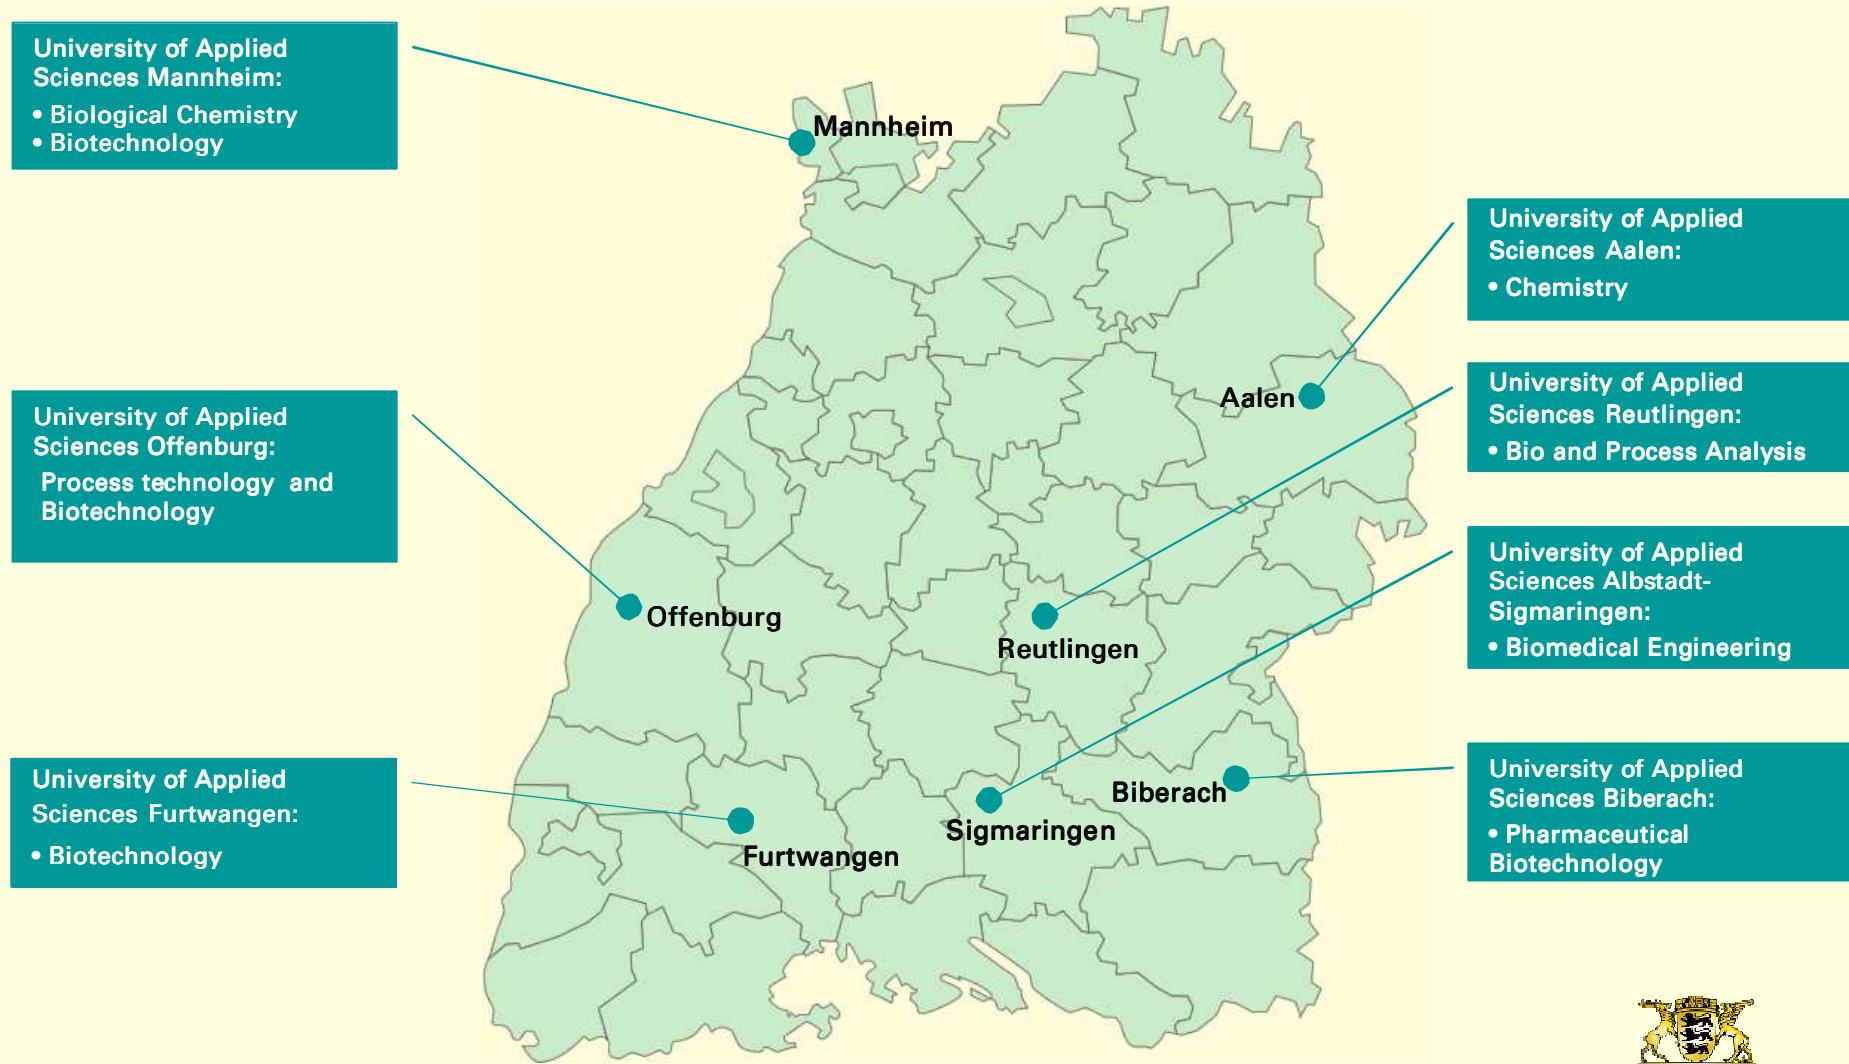 University of Applied
Sciences Mannheim:
• Biological Chemistry
• Biotechnology
University of Applied
Sciences Offenburg:
Process technology and
Biotechnology
University of Applied
Sciences Furtwangen:
• Biotechnology
Mannheim
Aalen
Offenburg
Reutlingen
Biberach
Sigmaringen
Furtwangen
University of Applied
Sciences Aalen:
• Chemistry
University of Applied
Sciences Reutlingen:
• Bio and Process Analysis
University of Applied
Sciences Albstadt-
Sigmaringen:
• Biomedical Engineering
University of Applied
Sciences Biberach:
• Pharmaceutical
Biotechnology